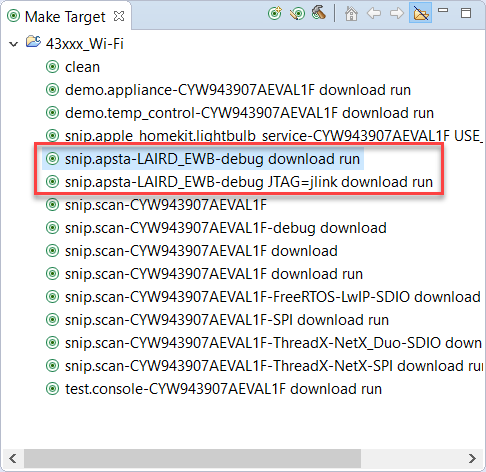 Make Target
43xxx_Wi-Fi
clean
demo.appliance-CYW943907AEVAL1F download run
demo.temp_control-CYW943907AEVAL1F download run
snip.apple_homekit.lightbulb_service-CYW943907AEVAL1F USE_
snip.apsta-LAIRD_EWB-debug download run
snip.apsta-LAIRD_EWB-debug JTAG=jlink download run
snip.scan-CYW943907AEVAL1F
snip.scan-CYW943907AEVAL1F-debug download
snip.scan-CYW943907AEVAL1F download
snip.scan-CYW943907AEVAL1F download run
snip.scan-CYW943907AEVAL1F-FreeRTOS-LwIP-SDIO download
snip.scan-CYW943907AEVAL1F-SPI download run
snip.scan-CYW943907AEVAL1F-ThreadX-NetX_Duo-SDIO down
snip.scan-CYW943907AEVAL1F-ThreadX-NetX-SPI download ru
test.console-CYW943907AEVAL1F download run